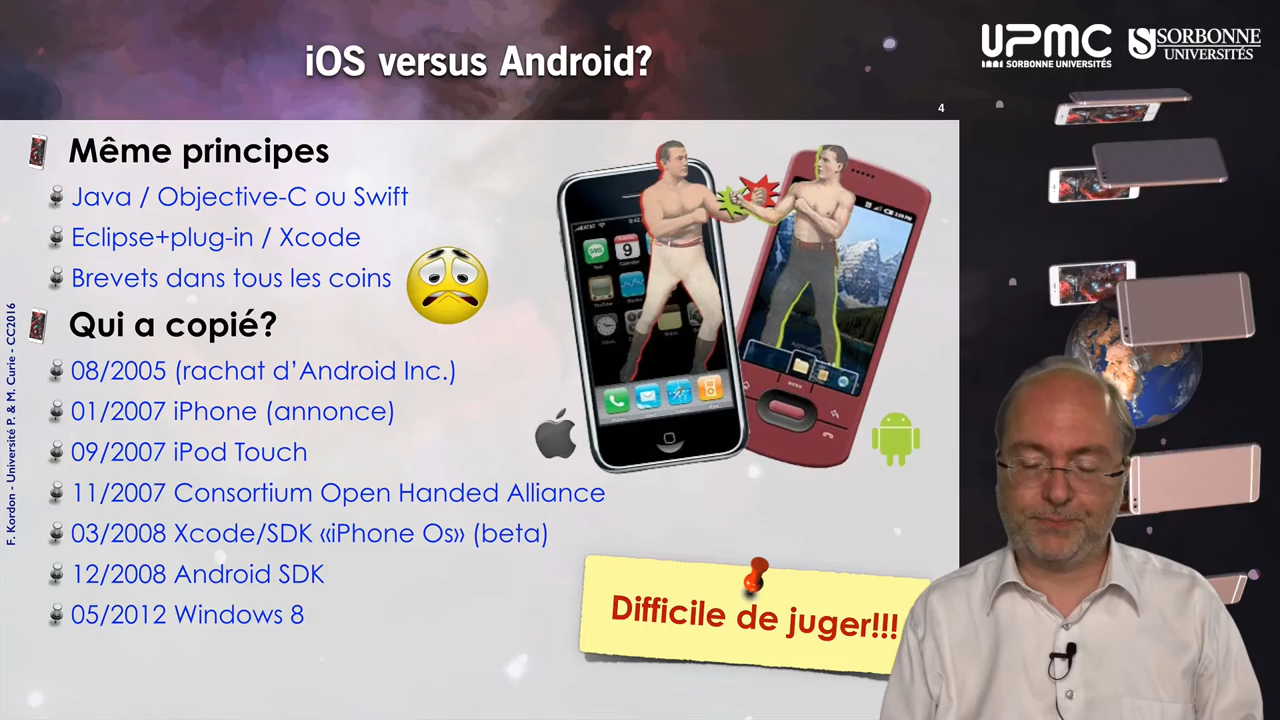 iOS versus Android?
UPMC
SORBONNE UNIVERSITÉS
SORBONNE
UNIVERSITÉS
4
Même principes
Java / Objective-C ou Swift
Eclipse+plug-in / Xcode
Brevets dans tous les coins
Qui a copié?
08/2005 (rachat d’Android Inc.)
01/2007 iPhone (annonce)
09/2007 iPod Touch
11/2007 Consortium Open Handed Alliance
03/2008 Xcode/SDK «iPhone Os» (beta)
12/2008 Android SDK
05/2012 Windows 8
Difficile de juger!!!
F. Kordon - Université P. & M. Curie - CC2016
SMS
9
MENU